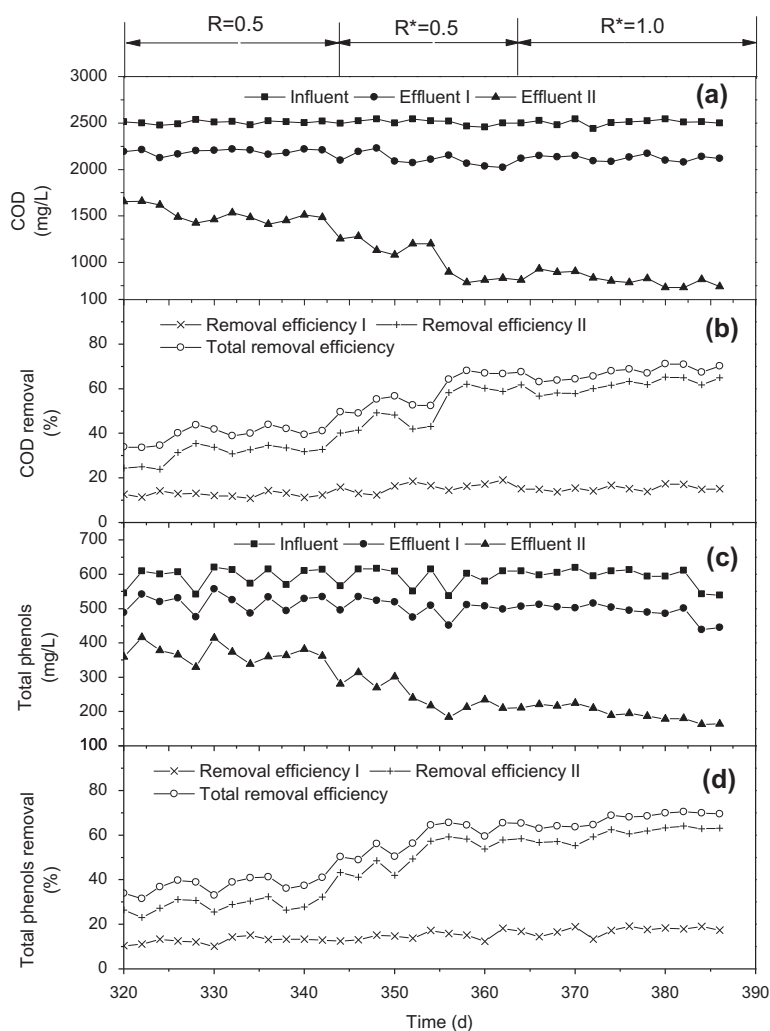 R=0.5 R*=0.5 R*=1.0
3000
(a)
Influent Effluent I Effluent II
2500
2000
1500
1000
100
COD
(mg/L)
(b)
Removal efficiency I Removal efficiency II
Total removal efficiency
80
60
40
20
0
COD removal
(%)
700
(c)
Influent Effluent I Effluent II
600
500
400
300
200
100
Total phenols
(mg/L)
100
(d)
Removal efficiency I Removal efficiency II
Total removal efficiency
80
60
40
20
0
Total phenols removal
(%)
320 330 340 350 360 370 380 390
Time (d)